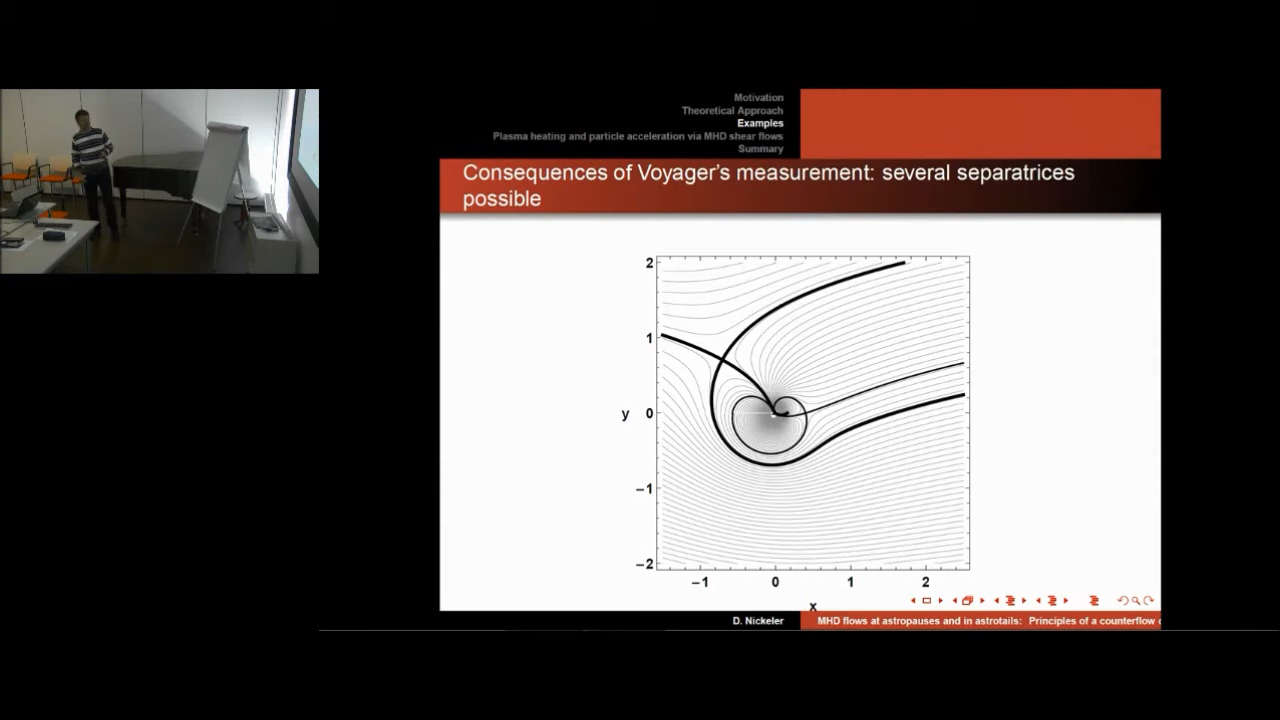 Motivation
Theoretical Approach
Examples
Plasma heating and particle acceleration via MHD shear flows
Summary
Consequences of Voyager's measurement: several separatrices
possible
2
1
y
0
−1
−2
−1 0 1 2
x
D. Nickeler
MHD flows at astropauses and in astrotails: Principles of a counterflow